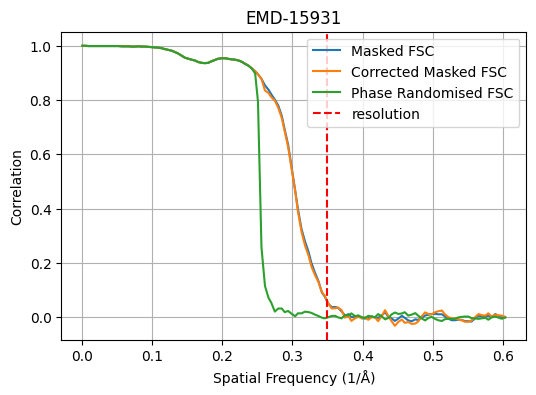 EMD-15931
Correlation
1.0
0.8
0.6
0.4
0.2
0.0
Masked FSC
Corrected Masked FSC
Phase Randomised FSC
resolution
0.0 0.1 0.2 0.3 0.4 0.5 0.6
Spatial Frequency (1/Å)